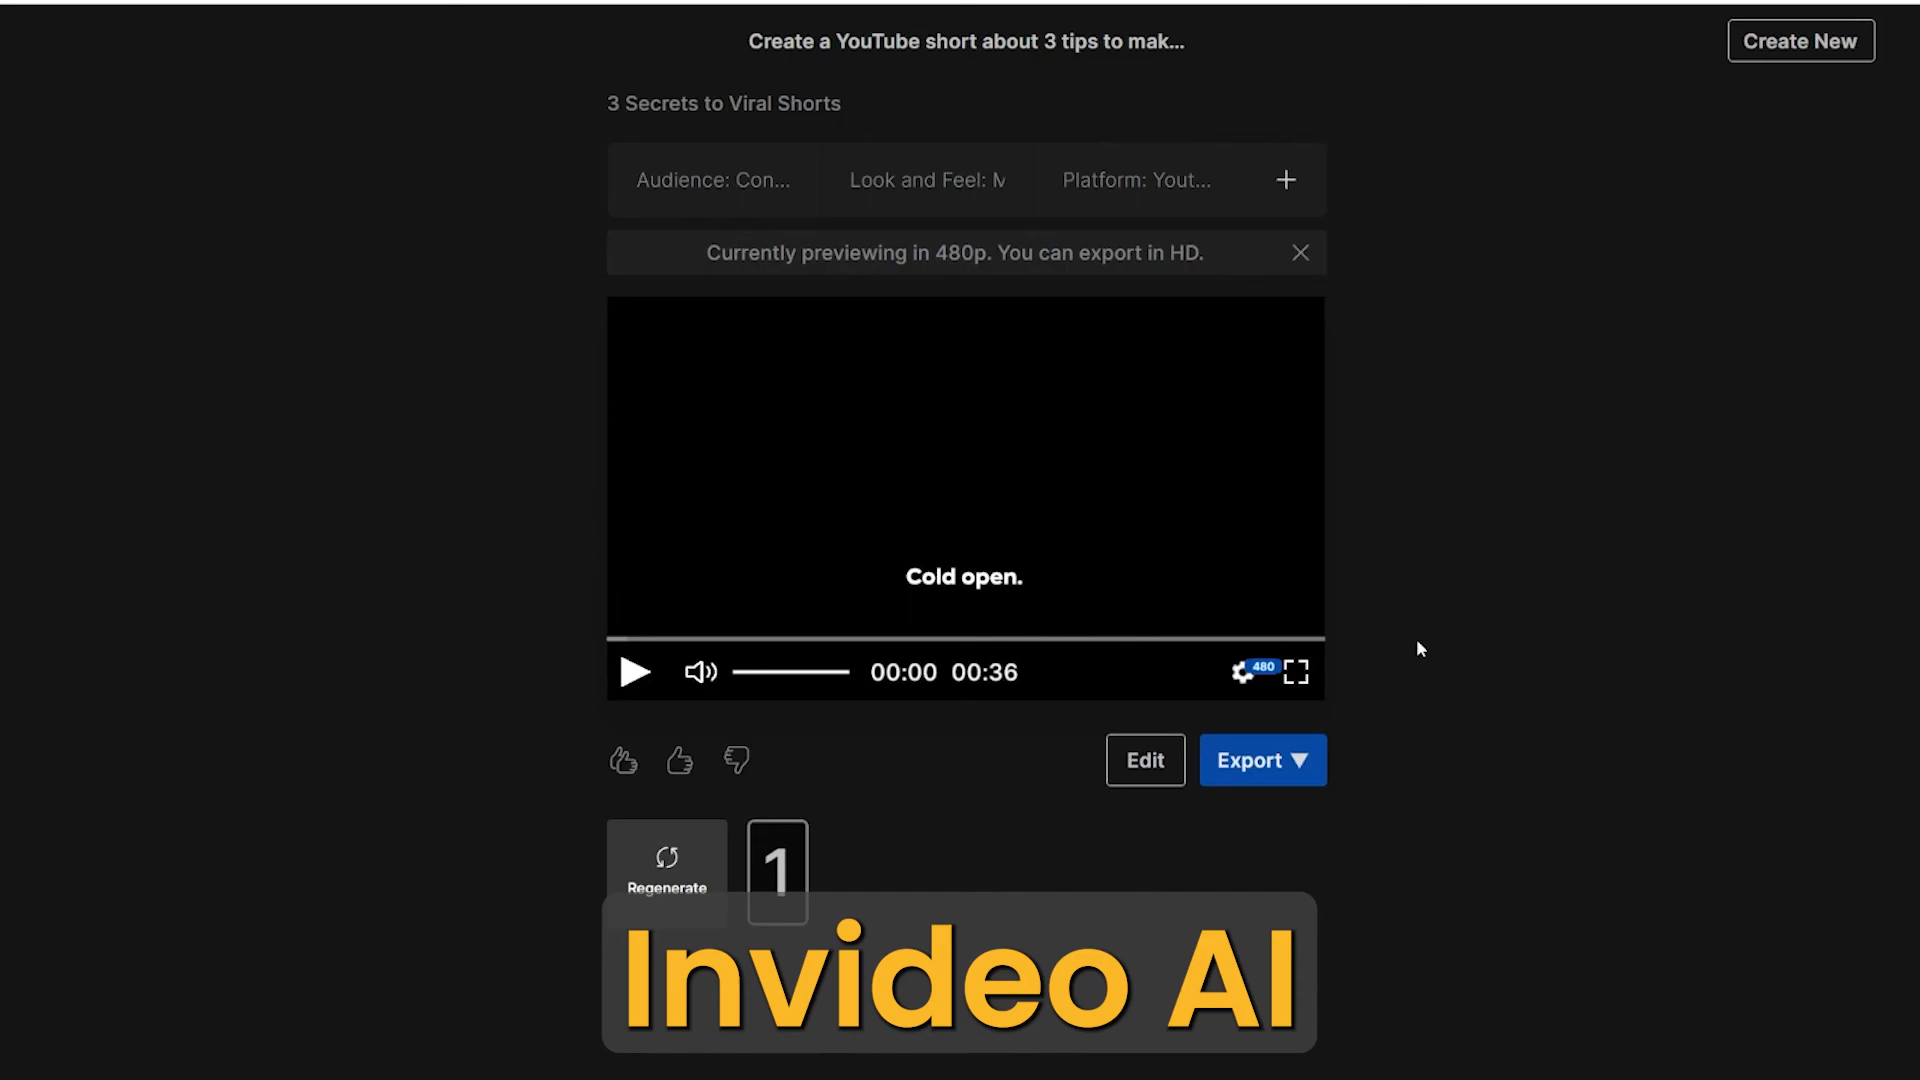 Create a YouTube short about 3 tips to mak...
Create New
3 Secrets to Viral Shorts
Audience: Con...
Look and Feel: M
Platform: Yout...
Currently previewing in 480p. You can export in HD.
Cold open.
00:00 00:36
480
Edit
Export
Regenerate
1
Invideo AI